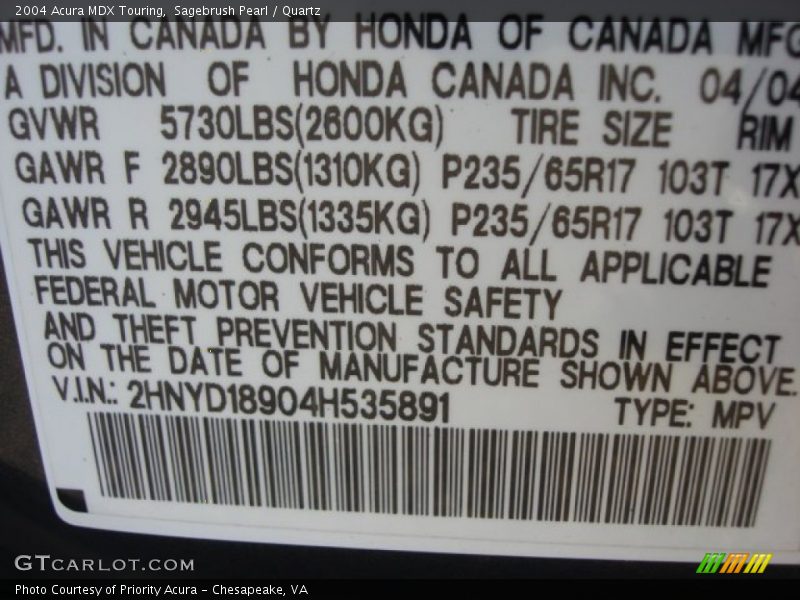 2004 Acura MDX Touring, Sagebrush Pearl / Quartz
MFD. IN CANADA BY HONDA OF CANADA MFG
A DIVISION OF HONDA CANADA INC. 04/04
GVWR 5730LBS(2600KG) TIRE SIZE RIM
GAWR F 2890LBS(1310KG) P235/65R17 103T 17X
GAWR R 2945LBS(1335KG) P235/65R17 103T 17X
THIS VEHICLE CONFORMS TO ALL APPLICABLE
FEDERAL MOTOR VEHICLE SAFETY
AND THEFT PREVENTION STANDARDS IN EFFECT
ON THE DATE OF MANUFACTURE SHOWN ABOVE.
V.I.N.: 2HNYD18904H535891 TYPE: MPV
GTCARLOT.COM
Photo Courtesy of Priority Acura - Chesapeake, VA